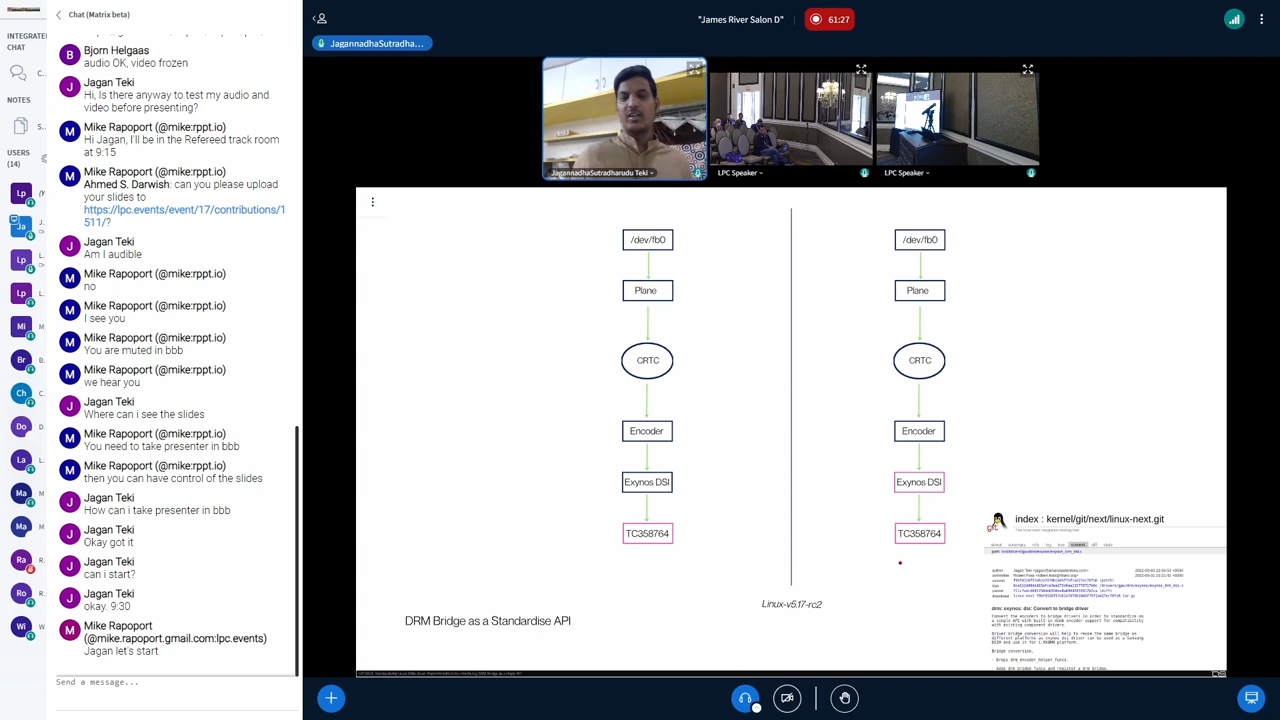 Chat (Matrix beta)
"James River Salon D"
61:27
INTEGRATE
CHAT
C..
NOTES
S...
USERS
(14)
JagannadhaSutradha...
Bjorn Helgaas
audio OK, video frozen
Jagan Teki
Hi, Is there anyway to test my audio and
video before presenting?
Mike Rapoport (@mike:rppt.io)
Hi Jagan, I'll be in the Refereed track room
at 9:15
Mike Rapoport (@mike:rppt.io)
Ahmed S. Darwish: can you please upload
your slides to
https://lpc.events/event/17/contributions/1
511/?
Jagan Teki
Am I audible
Mike Rapoport (@mike:rppt.io)
no
Mike Rapoport (@mike:rppt.io)
I see you
Mike Rapoport (@mike:rppt.io)
You are muted in bbb
Mike Rapoport (@mike:rppt.io)
we hear you
Jagan Teki
Where can i see the slides
Mike Rapoport (@mike:rppt.io)
You need to take presenter in bbb
Mike Rapoport (@mike:rppt.io)
then you can have control of the slides
Jagan Teki
How can i take presenter in bbb
Jagan Teki
Okay got it
Jagan Teki
can i start?
Jagan Teki
okay. 9:30
Mike Rapoport
(@mike.rapoport.gmail.com:lpc.events)
Jagan let's start
Send a message...
JagannadhaSutradharudu Teki
LPC Speaker
LPC Speaker
/dev/fb0
Plane
CRTC
Encoder
Exynos DSI
TC358764
/dev/fb0
Plane
CRTC
Encoder
Exynos DSI
TC358764
DRM Bridge as a Standardise API
Linux-v5.17-rc2
index : kernel/git/next/linux-next.git
drm: exynos: dsi: Convert to bridge driver